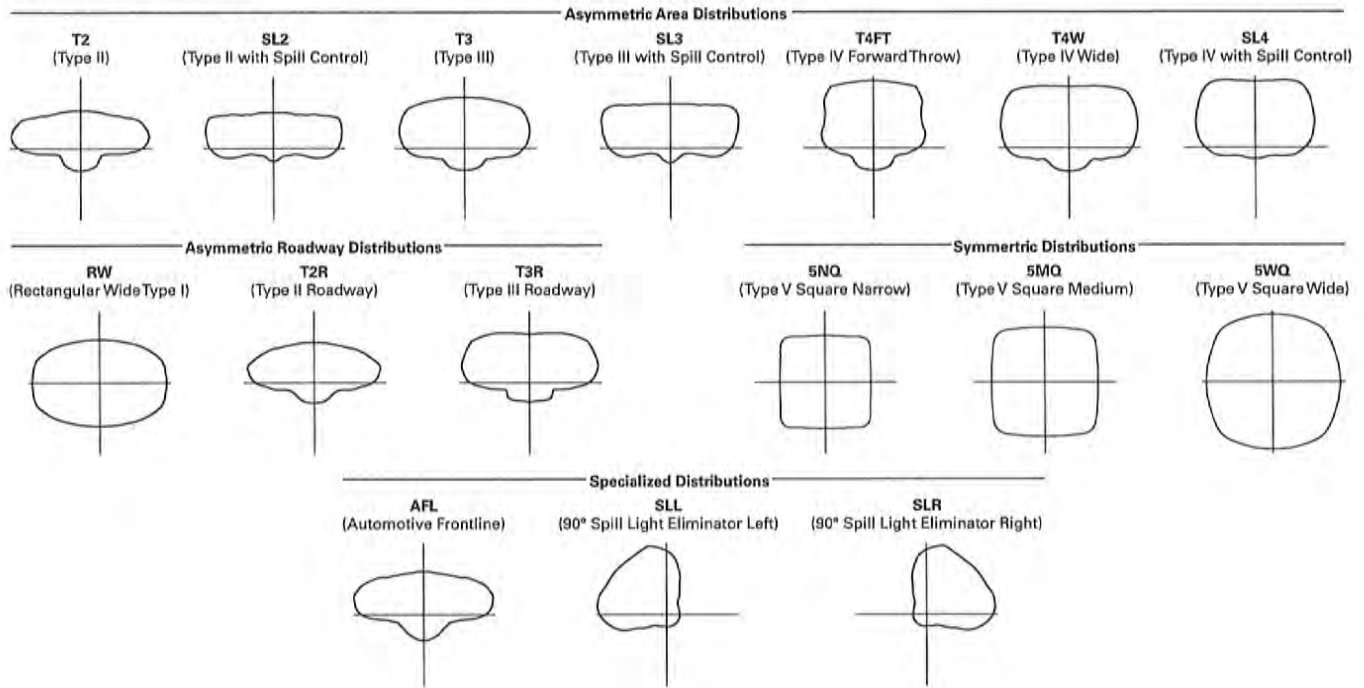 Asymmetric Area Distributions
T2
(Type II)
SL2
(Type II with Spill Control)
T3
(Type III)
SL3
(Type III with Spill Control)
T4FT
(Type IV Forward Throw)
T4W
(Type IV Wide)
SL4
(Type IV with Spill Control)
Asymmetric Roadway Distributions
RW
(Rectangular Wide Type I)
T2R
(Type II Roadway)
T3R
(Type III Roadway)
Symmertric Distributions
5NQ
(Type V Square Narrow)
5MQ
(Type V Square Medium)
5WQ
(Type V Square Wide)
Specialized Distributions
AFL
(Automotive Frontline)
SLL
(90° Spill Light Eliminator Left)
SLR
(90° Spill Light Eliminator Right)